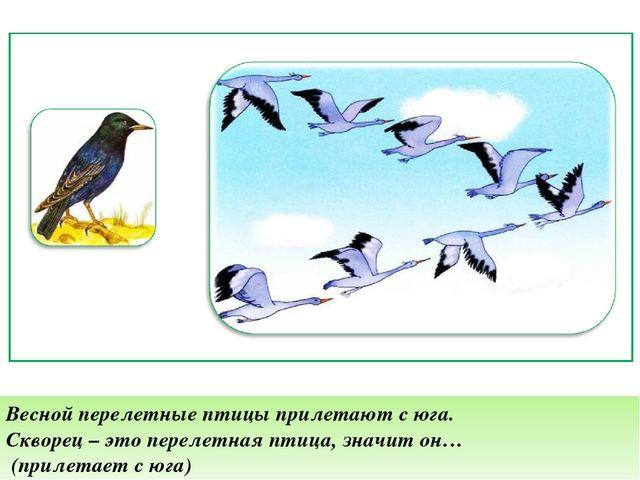 Весной перелетные птицы прилетают с юга.
Скворец – это перелетная птица, значит он…
(прилетает с юга)